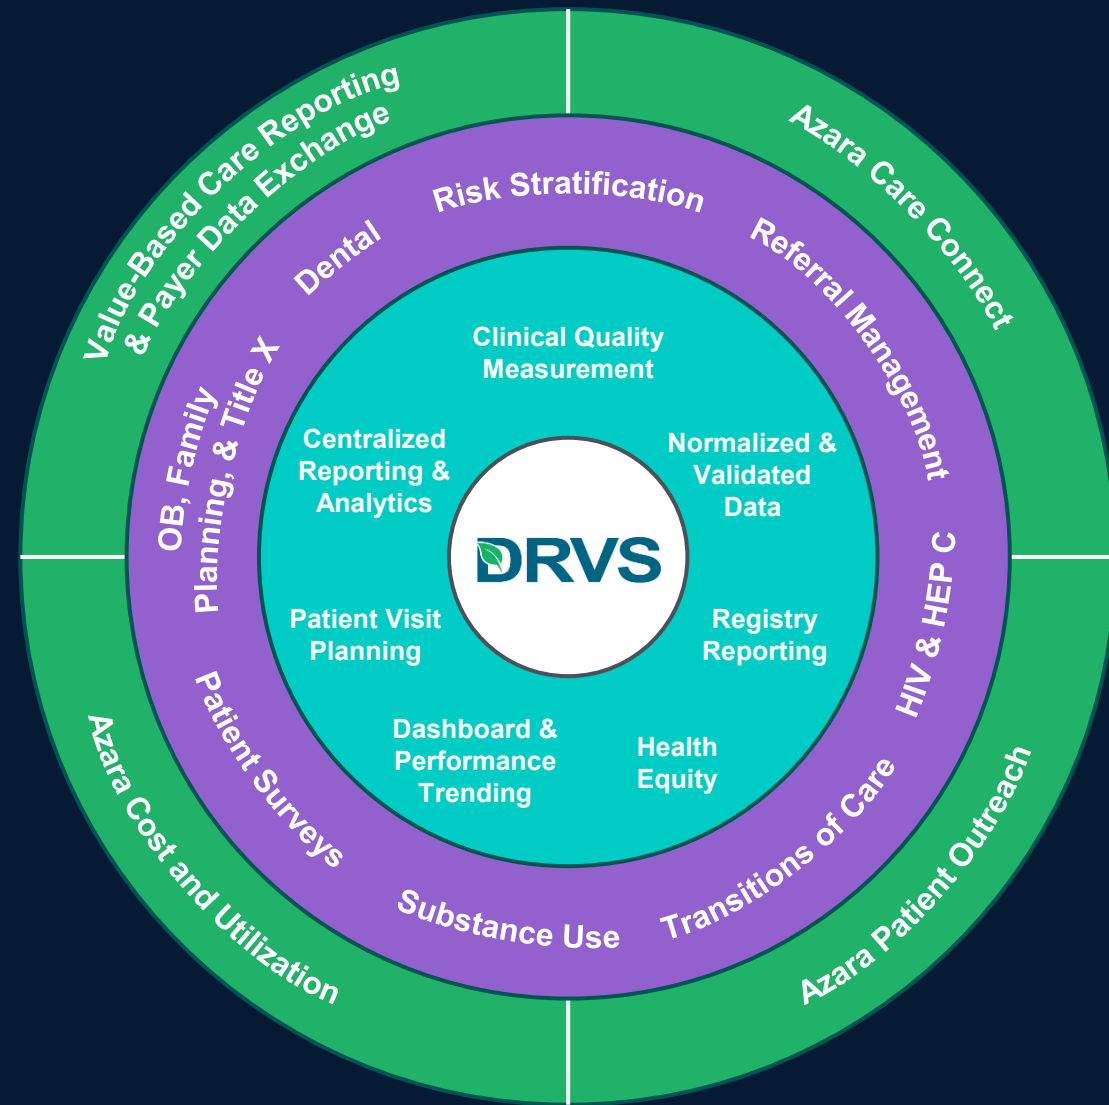 Value-Based Care Reporting
& Payer Data Exchange
Azara Care Connect
Azara Patient Outreach
Azara Cost and Utilization
Risk Stratification
Referral Management
HIV & HEP C
Transitions of Care
Substance Use
Patient Surveys
OB, Family
Planning, & Title X
Dental
Clinical Quality
Measurement
Normalized &
Validated
Data
Registry
Reporting
Health
Equity
Dashboard &
Performance
Trending
Patient Visit
Planning
Centralized
Reporting &
Analytics
DRVS